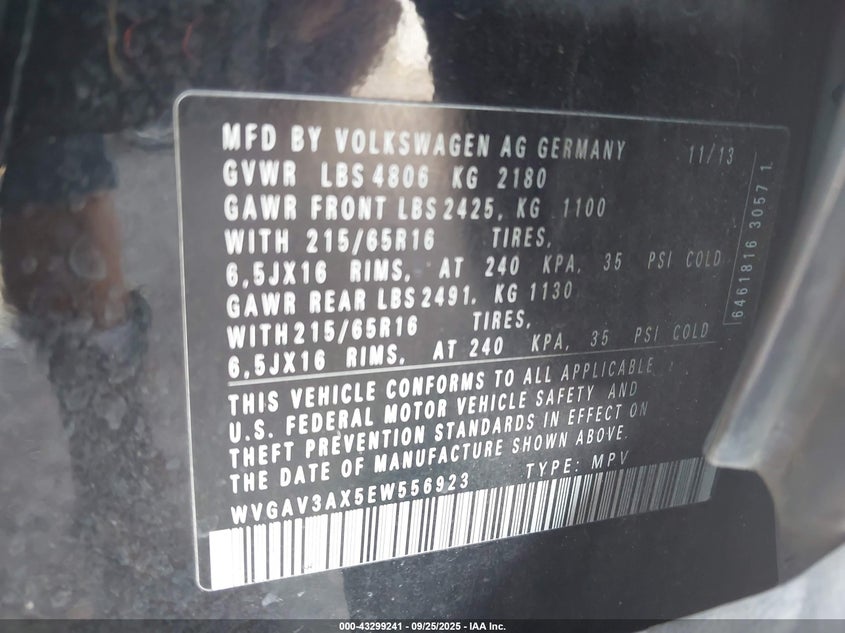 MFD BY VOLKSWAGEN AG GERMANY 11/13
GVWR LBS 4806 KG 2180
GAWR FRONT LBS 2425, KG 1100
WITH 215/65R16 TIRES,
6,5JX16 RIMS, AT 240 KPA, 35 PSI COLD
GAWR REAR LBS 2491, KG 1130
WITH 215/65R16 TIRES,
6,5JX16 RIMS, AT 240 KPA, 35 PSI COLD
THIS VEHICLE CONFORMS TO ALL APPLICABLE
U.S. FEDERAL MOTOR VEHICLE SAFETY AND
THEFT PREVENTION STANDARDS IN EFFECT ON
THE DATE OF MANUFACTURE SHOWN ABOVE.
WVGAV3AX5EW556923 TYPE: MPV
6461816 3057 1
000-43299241 - 09/25/2025 - IAA Inc.